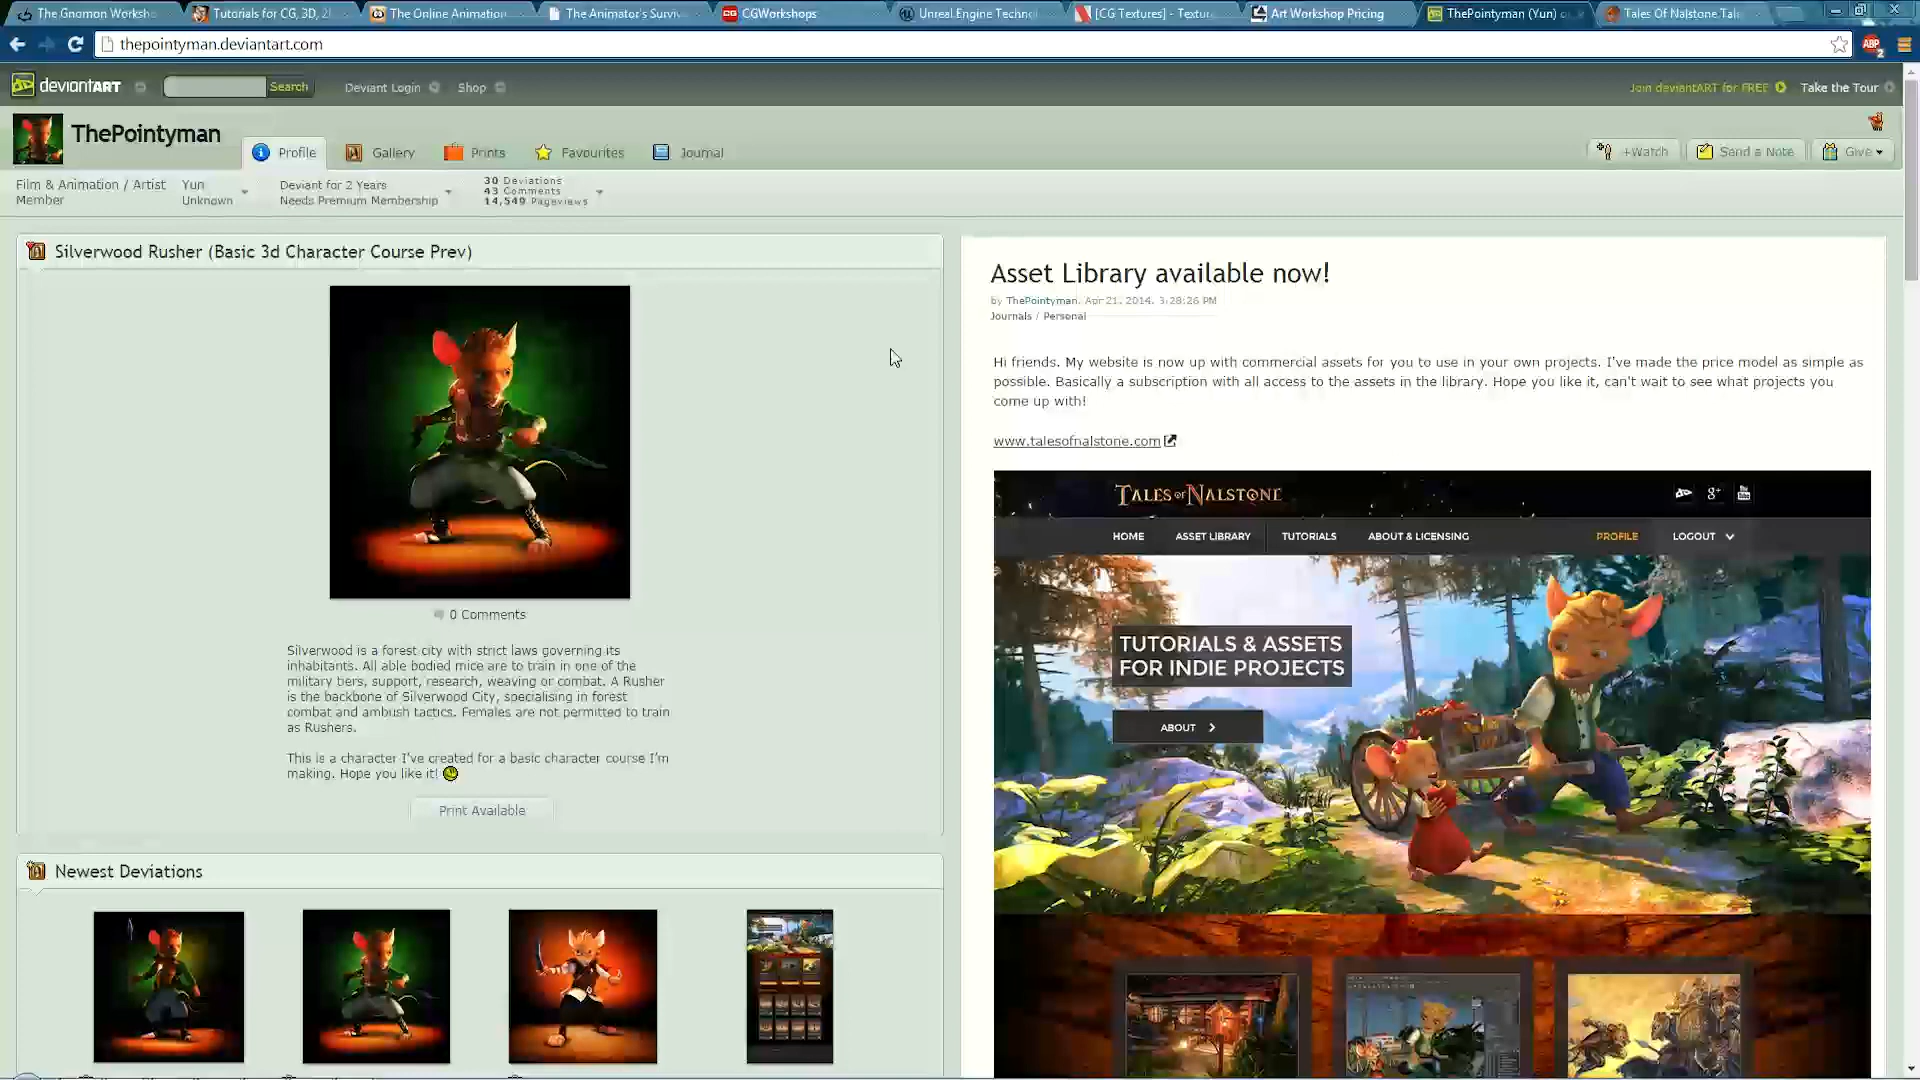 The Gnomon Worksh
Tutorials for CG, 3D, 2
The Online Animation
The Animator's Surviv
CGWorkshops
Unreal Engine Techn
[CG Textures] - Textur
Art Workshop Pricing
ThePointyman (Yun) o
Tales Of Nalstone Tal
thepointyman.deviantart.com
ABP
2
deviantART
Search
Deviant Login
Shop
Join deviantART for FREE
Take the Tour
ThePointyman
Profile
Gallery
Prints
Favourites
Journal
+Watch
Send a Note
Give
Film & Animation / Artist
Member
Yun
Unknown
Deviant for 2 Years
Needs Premium Membership
30 Deviations
43 Comments
14,549 Pageviews
Silverwood Rusher (Basic 3d Character Course Prev)
0 Comments
Silverwood is a forest city with strict laws governing its
inhabitants. All able bodied mice are to train in one of the
military tiers, support, research, weaving or combat. A Rusher
is the backbone of Silverwood City, specialising in forest
combat and ambush tactics. Females are not permitted to train
as Rushers.
This is a character I've created for a basic character course I'm
making. Hope you like it!
Print Available
Newest Deviations
Asset Library available now!
by ThePointyman, Apr 21, 2014, 3:28:26 PM
Journals / Personal
Hi friends. My website is now up with commercial assets for you to use in your own projects. I've made the price model as simple as
possible. Basically a subscription with all access to the assets in the library. Hope you like it, can't wait to see what projects you
come up with!
www.talesofnalstone.com
TALES OF NALSTONE
g+
You
HOME
ASSET LIBRARY
TUTORIALS
ABOUT & LICENSING
PROFILE
LOGOUT
TUTORIALS & ASSETS
FOR INDIE PROJECTS
ABOUT